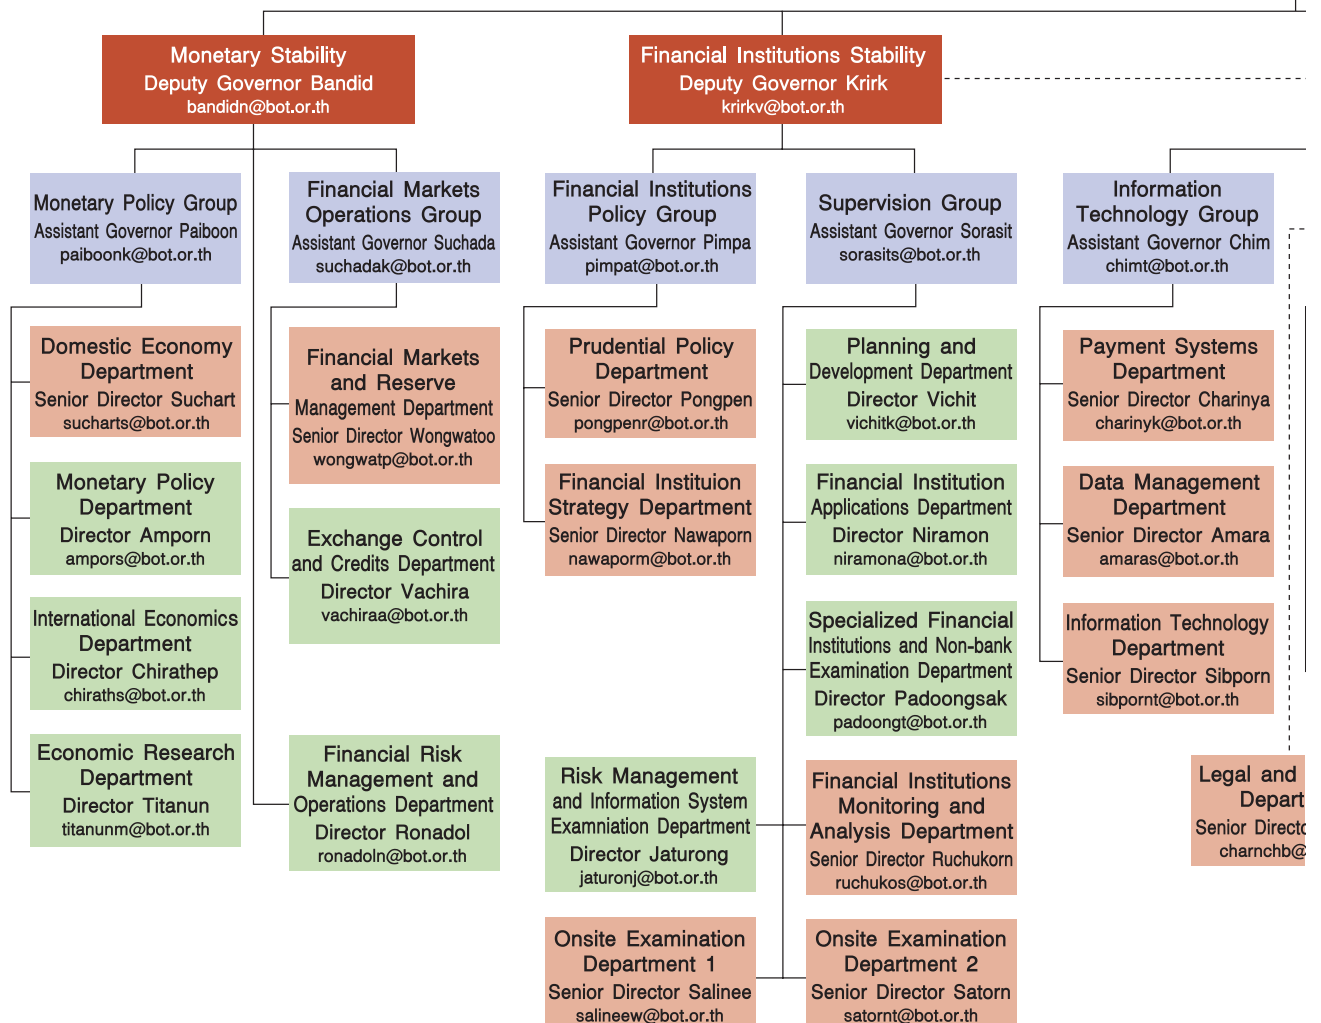 Monetary Stability
Deputy Governor Bandid
bandidn@bot.or.th
Financial Institutions Stability
Deputy Governor Krirk
krirkv@bot.or.th
Monetary Policy Group
Assistant Governor Paiboon
paiboonk@bot.or.th
Financial Markets
Operations Group
Assistant Governor Suchada
suchadak@bot.or.th
Financial Institutions
Policy Group
Assistant Governor Pimpa
pimpat@bot.or.th
Supervision Group
Assistant Governor Sorasit
sorasits@bot.or.th
Information
Technology Group
Assistant Governor Chim
chimt@bot.or.th
Domestic Economy
Department
Senior Director Suchart
sucharts@bot.or.th
Monetary Policy
Department
Director Amporn
ampors@bot.or.th
International Economics
Department
Director Chirathep
chiraths@bot.or.th
Economic Research
Department
Director Titanun
titanunm@bot.or.th
Financial Markets
and Reserve
Management Department
Senior Director Wongwatoo
wongwatp@bot.or.th
Exchange Control
and Credits Department
Director Vachira
vachiraa@bot.or.th
Financial Risk
Management and
Operations Department
Director Ronadol
ronadoln@bot.or.th
Prudential Policy
Department
Senior Director Pongpen
pongpenr@bot.or.th
Financial Instituion
Strategy Department
Senior Director Nawaporn
nawaporm@bot.or.th
Planning and
Development Department
Director Vichit
vichitk@bot.or.th
Financial Institution
Applications Department
Director Niramon
niramona@bot.or.th
Specialized Financial
Institutions and Non-bank
Examination Department
Director Padoongsak
padoongt@bot.or.th
Risk Management
and Information System
Examniation Department
Director Jaturong
jaturonj@bot.or.th
Financial Institutions
Monitoring and
Analysis Department
Senior Director Ruchukorn
ruchukos@bot.or.th
Onsite Examination
Department 1
Senior Director Salinee
salineew@bot.or.th
Onsite Examination
Department 2
Senior Director Satorn
satornt@bot.or.th
Payment Systems
Department
Senior Director Charinya
charinyk@bot.or.th
Data Management
Department
Senior Director Amara
amaras@bot.or.th
Information Technology
Department
Senior Director Sibporn
sibpornt@bot.or.th
Legal and
Depart
Senior Directo
charnchb@